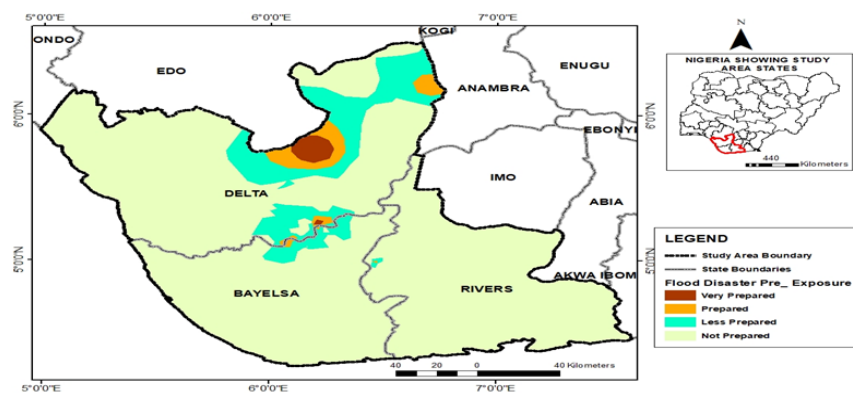 5°0'0"E
6°0'0"E
7°0'0"E
N
ONDO
KOGI
EDO
ENUGU
ANAMBRA
EBONYI
IMO
DELTA
ABIA
AKWA IBOM
BAYELSA
RIVERS
6°0'0"N
5°0'0"N
6°0'0"N
5°0'0"N
40 20 0 40 Kilometers
5°0'0"E
6°0'0"E
7°0'0"E
NIGERIA SHOWING STUDY
AREA STATES
440
Kilometers
LEGEND
Study Area Boundary
State Boundaries
Flood Disaster Pre_ Exposure
Very Prepared
Prepared
Less Prepared
Not Prepared